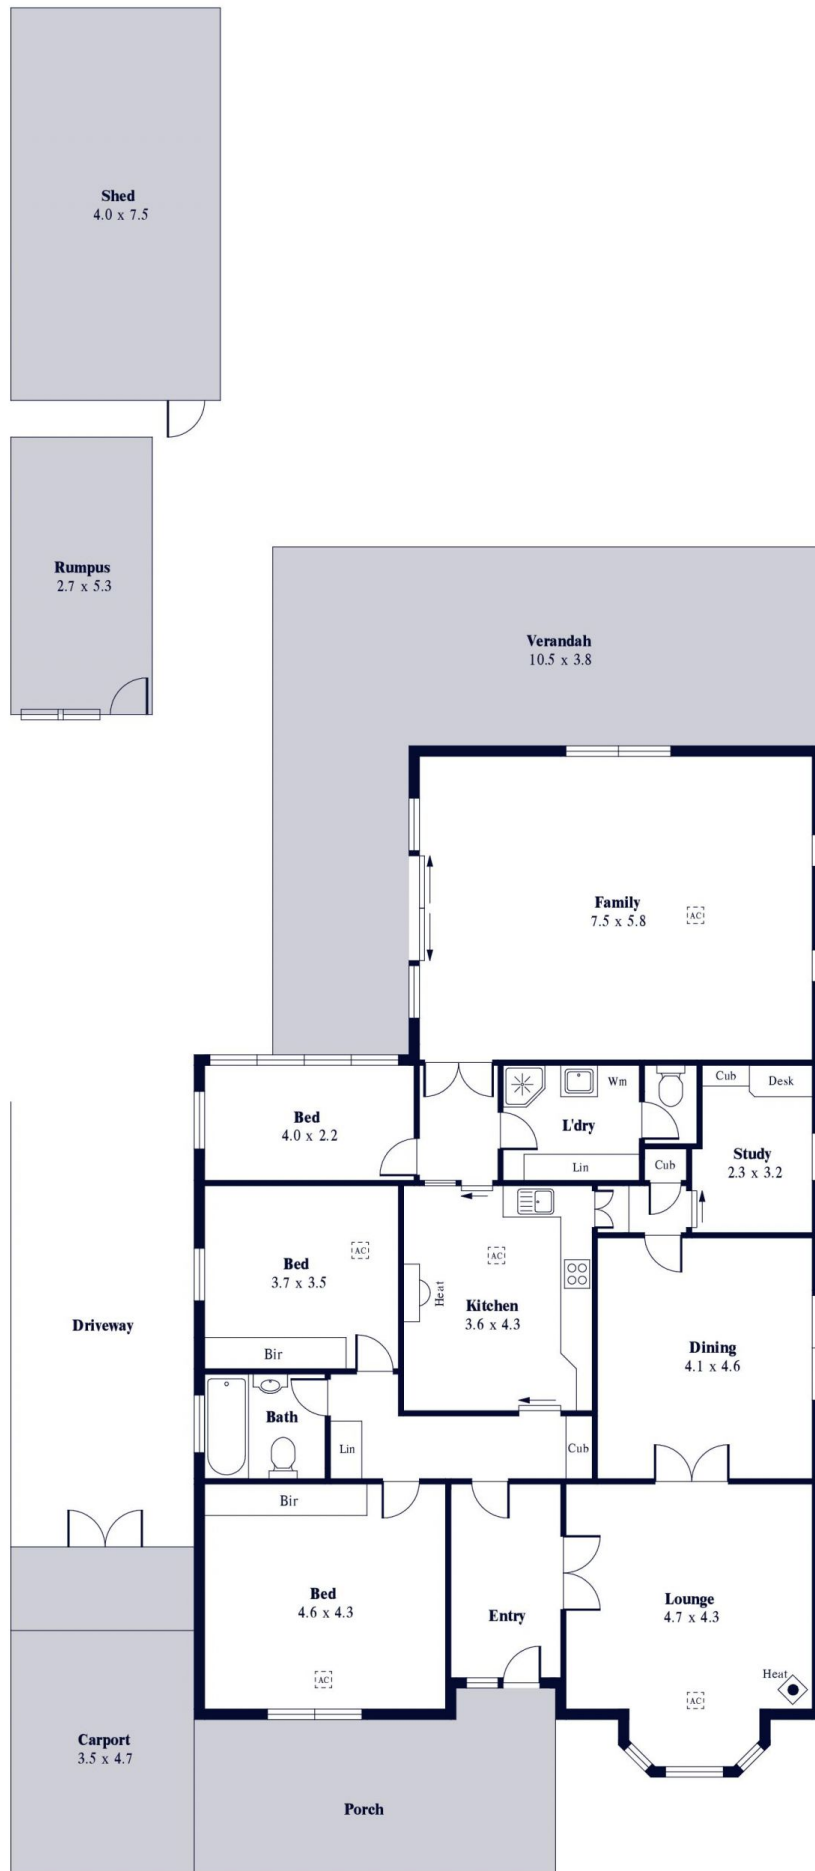 Shed
4.0 x 7.5
Rumpus
2.7 x 5.3
Verandah
10.5 x 3.8
Family
7.5 x 5.8
AC
Bed
4.0 x 2.2
Wm
L'dry
Lin
Cub
Desk
Cub
Study
2.3 x 3.2
Bed
3.7 x 3.5
AC
Bir
AC
Heat
Kitchen
3.6 x 4.3
Driveway
Dining
4.1 x 4.6
Bath
Lin
Cub
Bir
Bed
4.6 x 4.3
AC
Entry
Lounge
4.7 x 4.3
Heat
AC
Carport
3.5 x 4.7
Porch